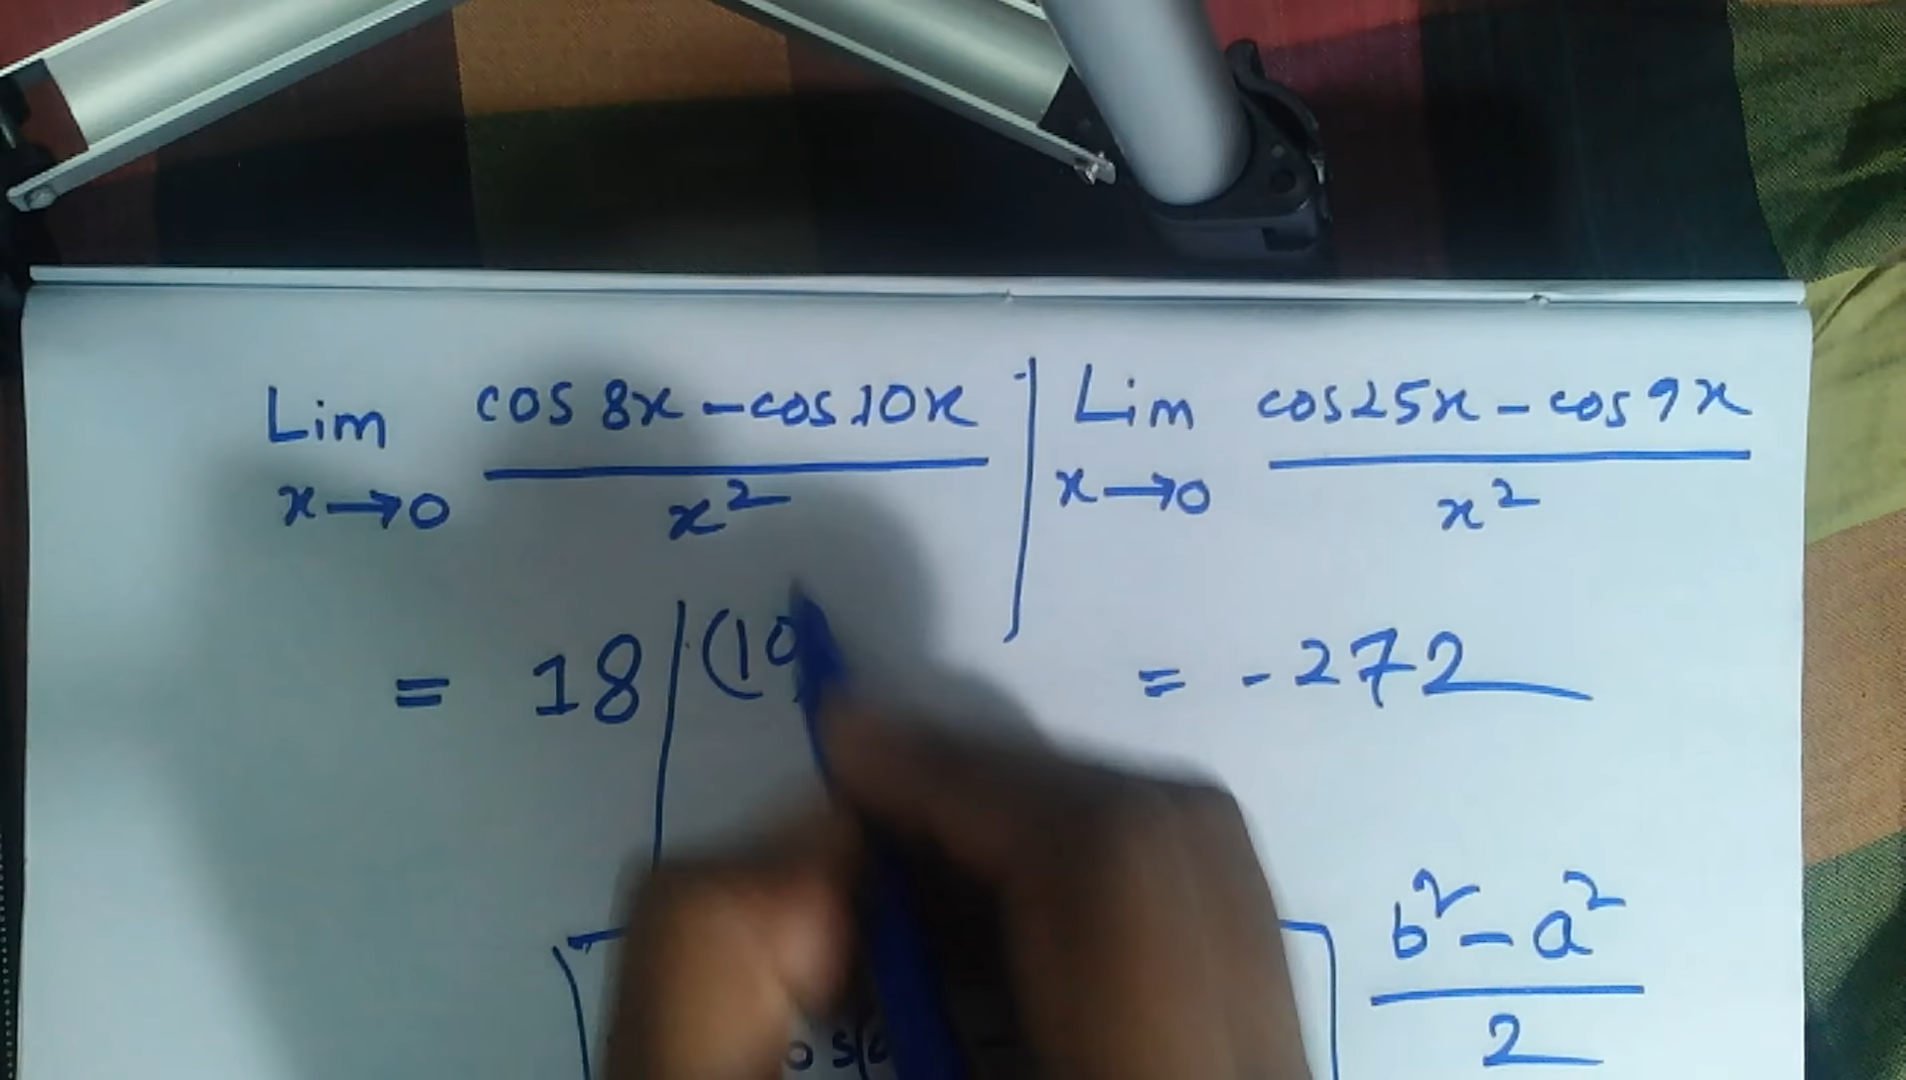 Lim cos 8x - cos 10x | Lim cos 25x - cos 9x
x→0 x² x→0 x²
= 18 | (10 = -272
b² - a²
2